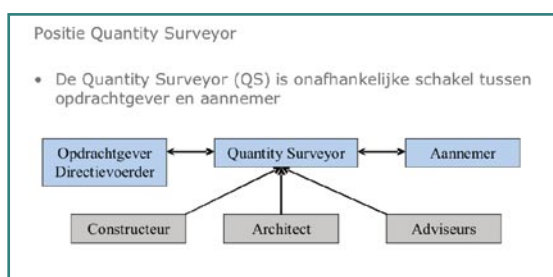 Positie Quantity Surveyor
• De Quantity Surveyor (QS) is onafhankelijke schakel tussen
opdrachtgever en aannemer
Opdrachtgever
Directievoerder
Quantity Surveyor
Aannemer
Constructeur
Architect
Adviseurs